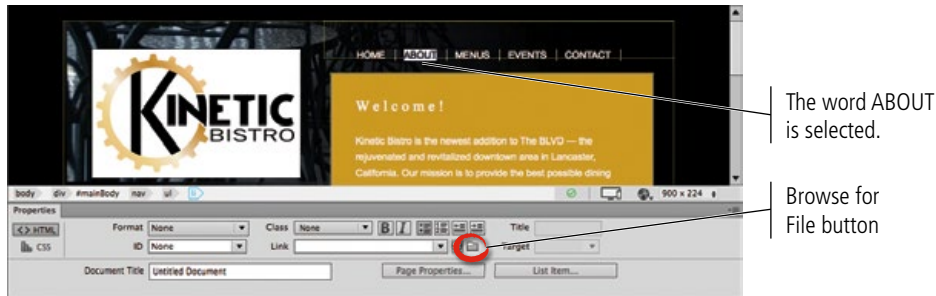 HOME | ABOUT | MENUS | EVENTS | CONTACT |
KINETIC
BISTRO
Welcome!
Kinetic Bistro is the newest addition to The BLVD — the
rejuvenated and revitalized downtown area in Lancaster,
California. Our mission is to provide the best possible dining
The word ABOUT
is selected.
body div #mainBody nav ul li 900 x 224
Browse for
File button
Properties
<> HTML Format None Class None B I Title
CSS ID None Link Target
Document Title Untitled Document Page Properties... List Item...